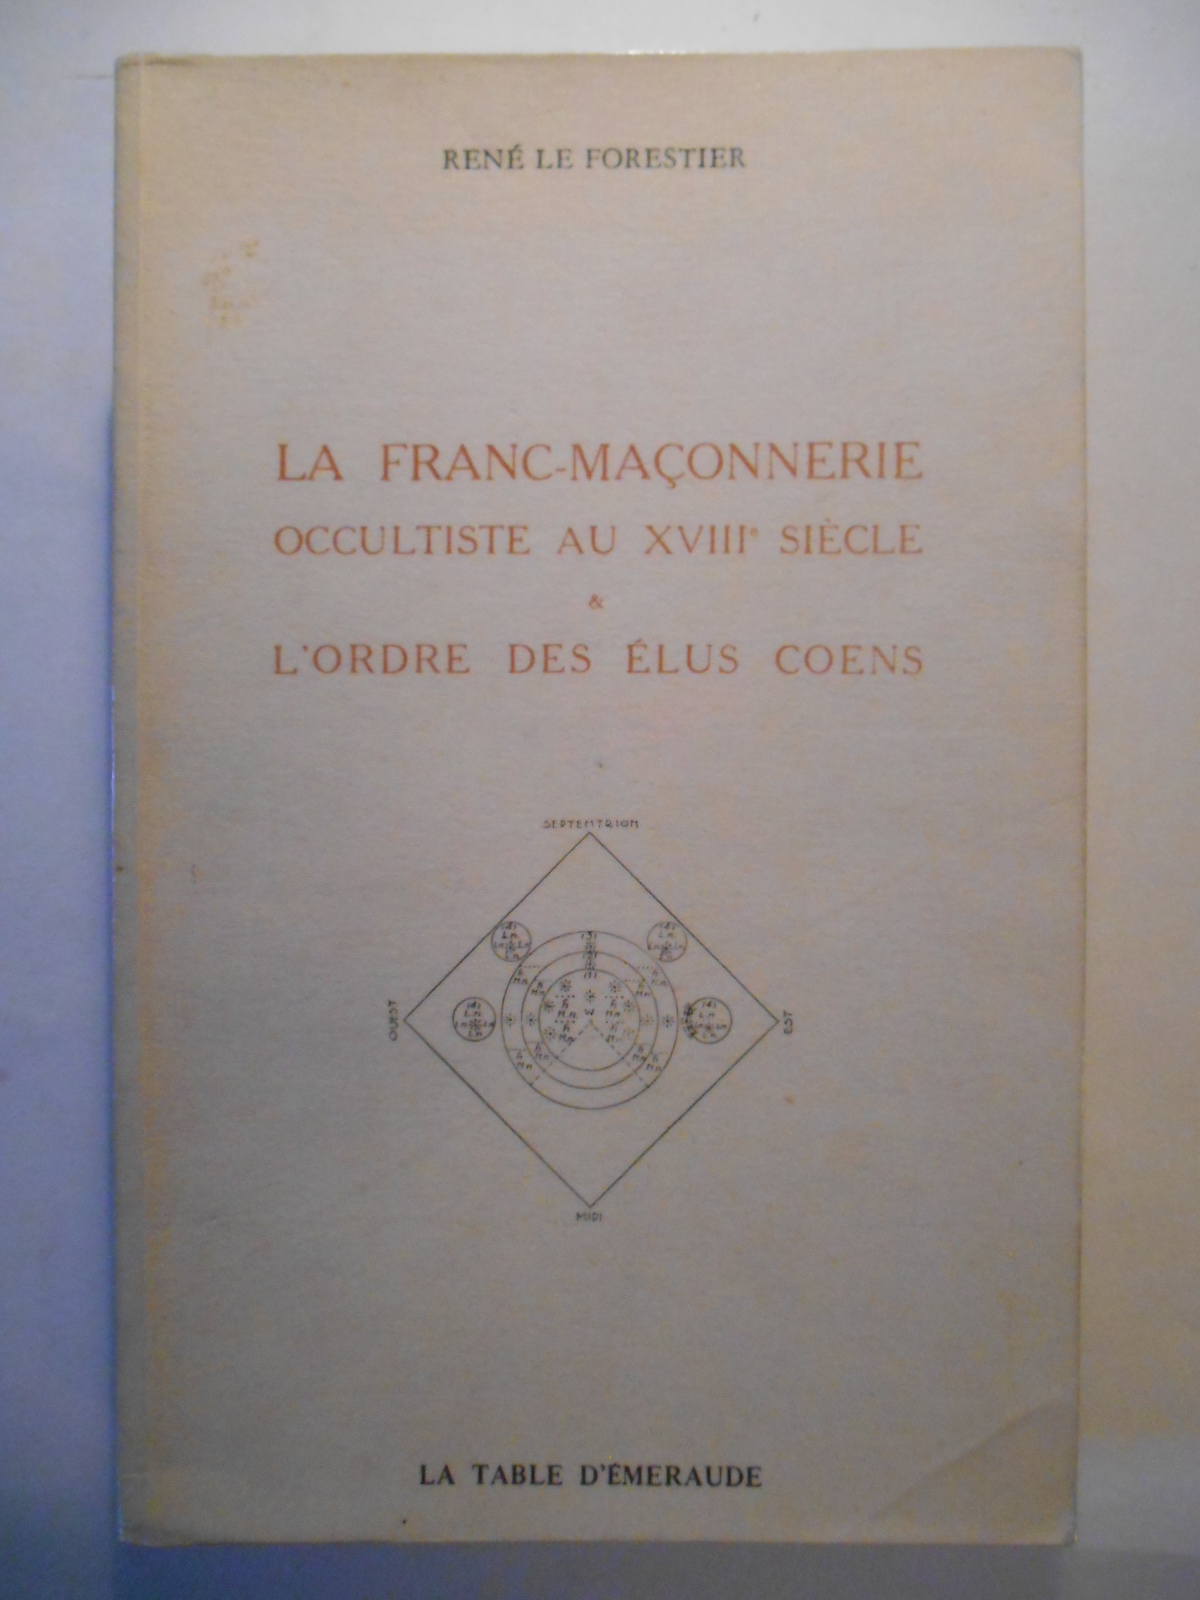 RENÉ LE FORESTIER
LA FRANC-MAÇONNERIE
OCCULTISTE AU XVIIIe SIÈCLE
&
L'ORDRE DES ÉLUS COENS
SEPTEMTRION
OUEST
EST
MIDI
LA TABLE D'ÉMERAUDE